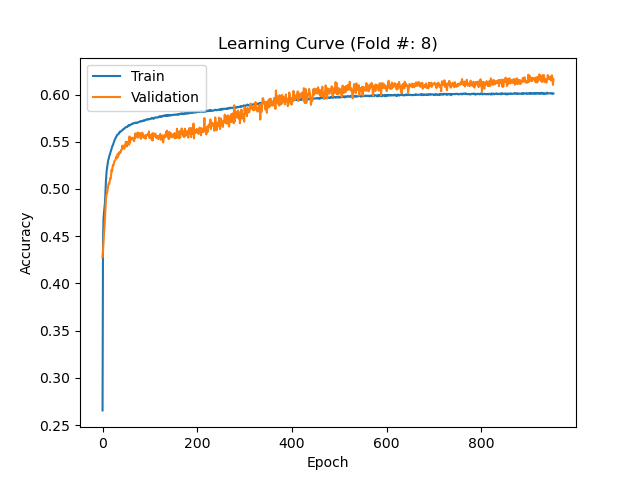 Learning Curve (Fold #: 8)
Train
Validation
0.60
0.55
0.50
0.45
0.40
0.35
0.30
0.25
Accuracy
0 200 400 600 800
Epoch